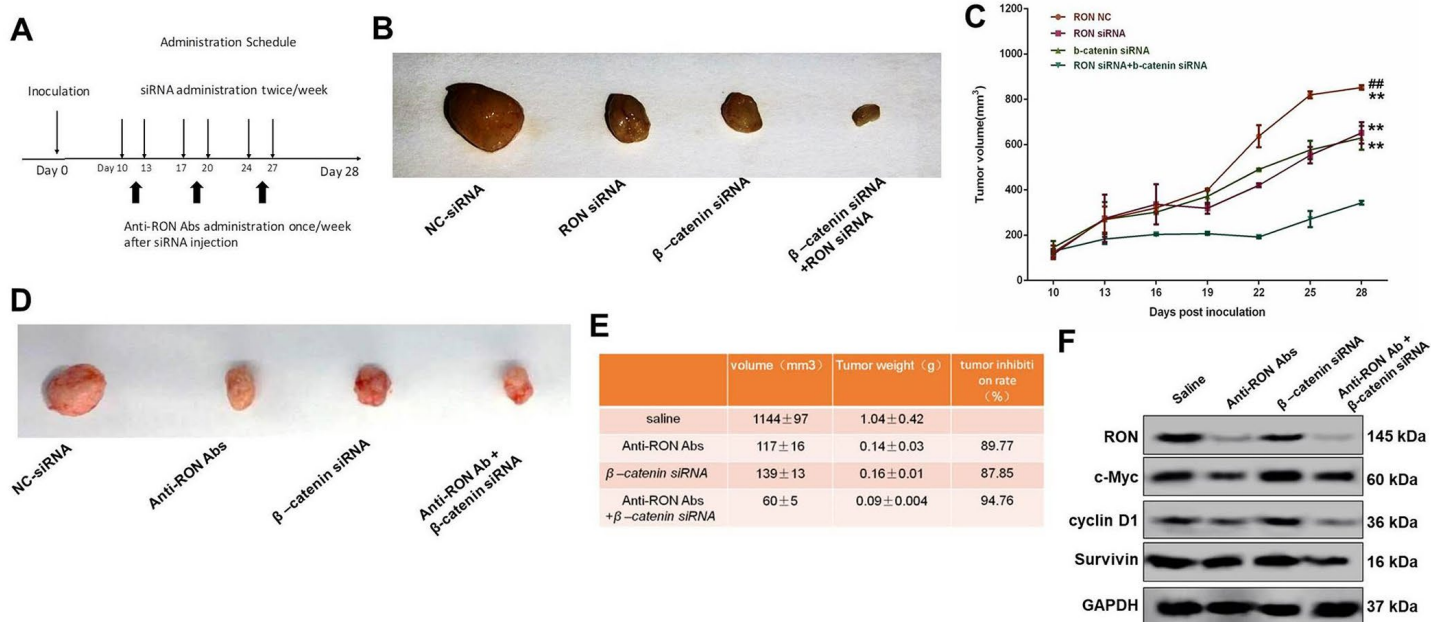 A
Administration Schedule
Inoculation
siRNA administration twice/week
Day 0
Day 10
13
17
20
24
27
Day 28
Anti-RON Abs administration once/week
after siRNA injection
B
NC-siRNA
RON siRNA
β –catenin siRNA
β –catenin siRNA
+RON siRNA
C
RON NC
RON siRNA
b-catenin siRNA
RON siRNA+b-catenin siRNA
Tumor volume(mm3)
1200
1000
800
600
400
200
0
10
13
16
19
22
25
28
Days post inoculation
##
**
**
**
D
NC-siRNA
Anti-RON Abs
β –catenin siRNA
Anti-RON Ab +
β-catenin siRNA
E
volume（mm3） Tumor weight（g） tumor inhibiti
on rate
（%）
saline 1144±97 1.04±0.42
Anti-RON Abs 117±16 0.14±0.03 89.77
β –catenin siRNA 139±13 0.16±0.01 87.85
Anti-RON Abs 60±5 0.09±0.004 94.76
+β –catenin siRNA
F
Saline
Anti-RON Abs
β –catenin siRNA
Anti-RON Ab +
β-catenin siRNA
RON 145 kDa
c-Myc 60 kDa
cyclin D1 36 kDa
Survivin 16 kDa
GAPDH 37 kDa